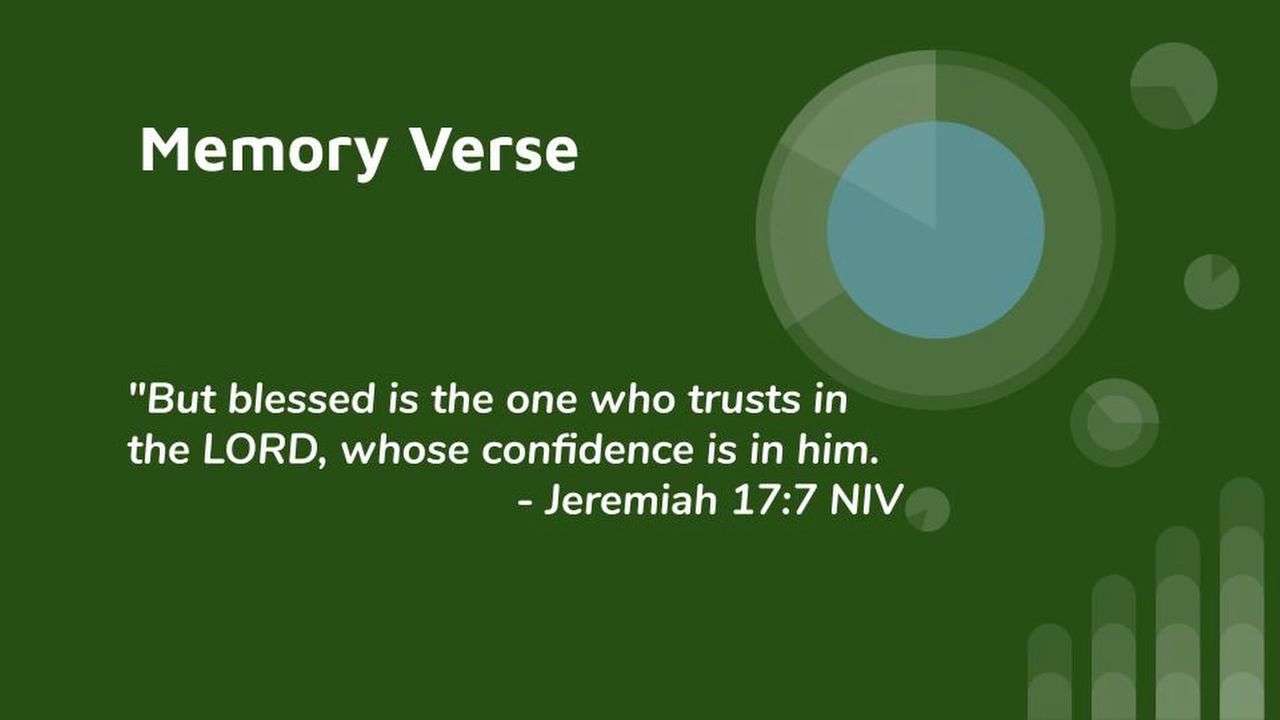 Memory Verse
"But blessed is the one who trusts in
the LORD, whose confidence is in him.
- Jeremiah 17:7 NIV